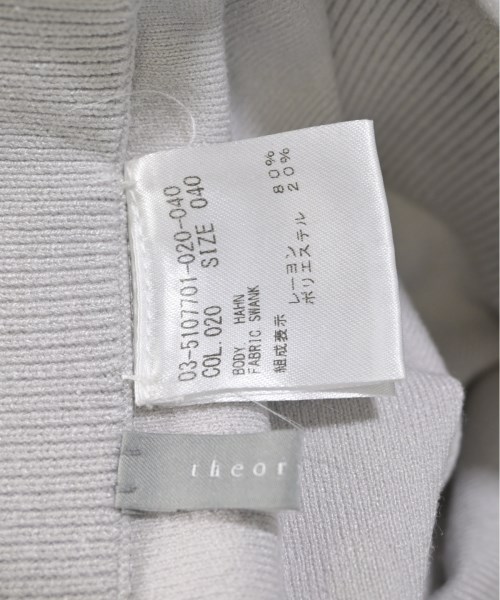 03-5107701-020-040
COL.020 SIZE 040
BODY HAHN
FABRIC SWANK
組成表示
レーヨン 80%
ポリエステル 20%
theor